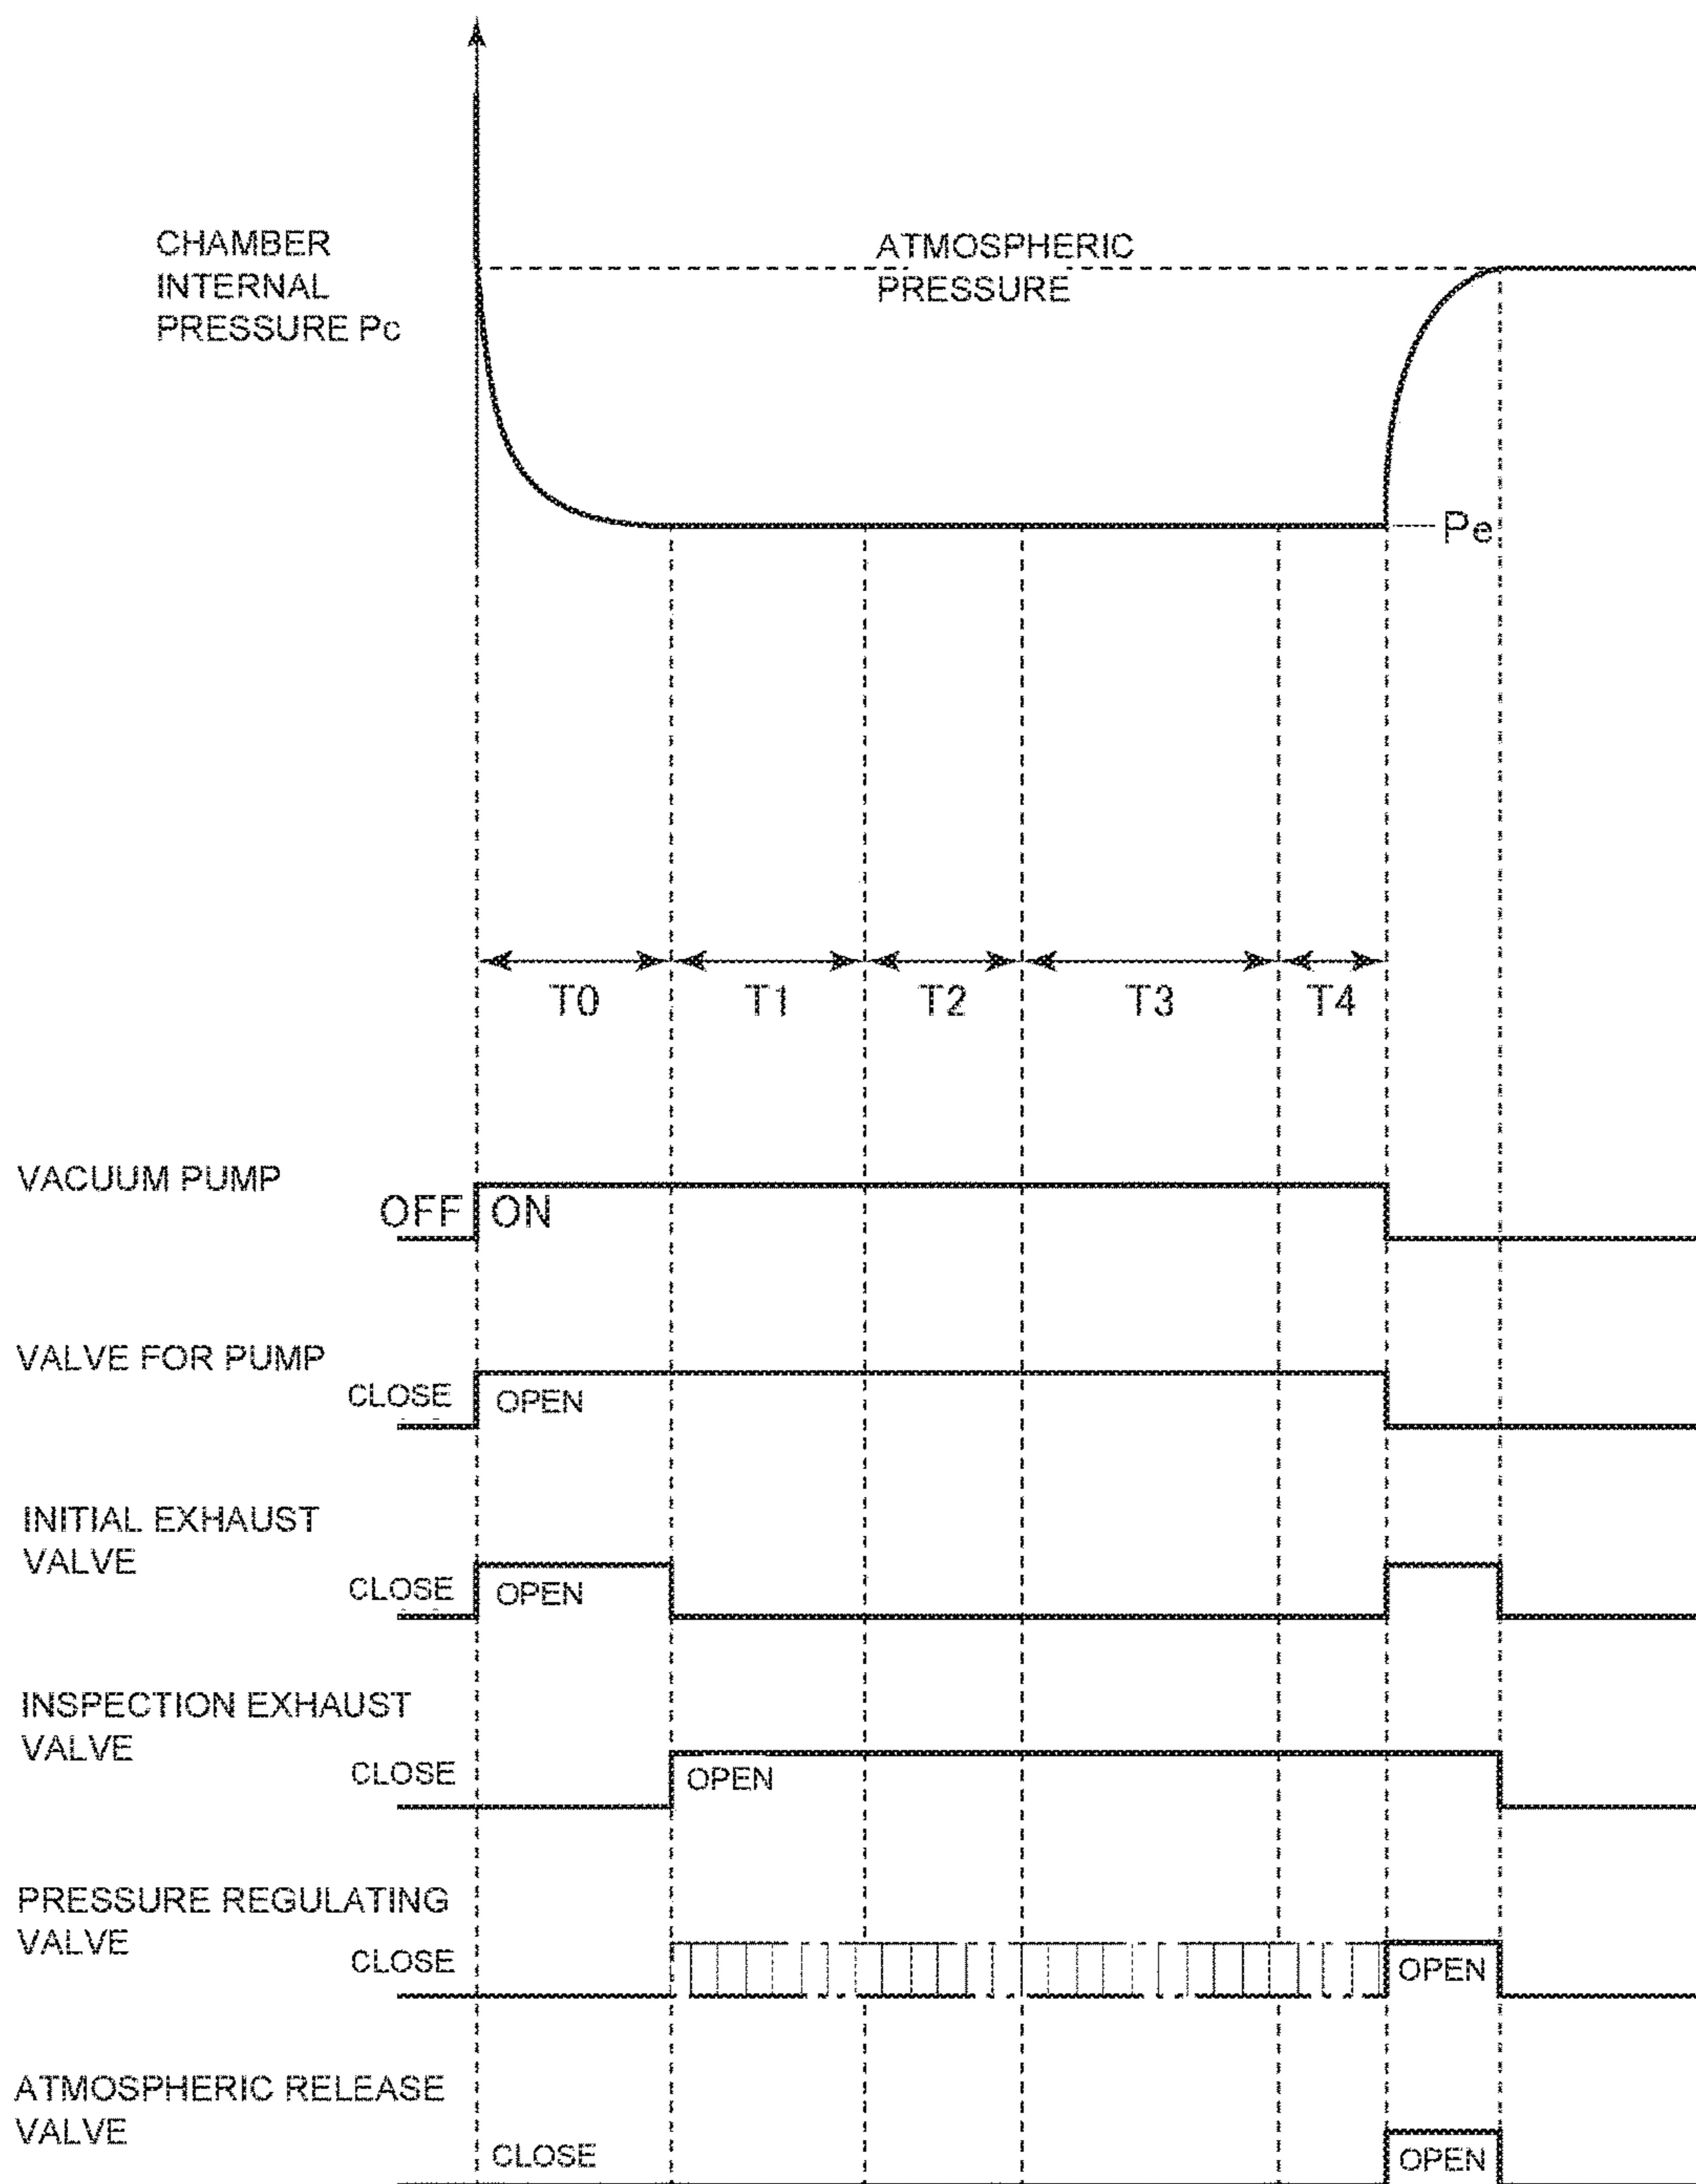 CHAMBER
INTERNAL
PRESSURE Pc
ATMOSPHERIC
PRESSURE
Pe
T0 T1 T2 T3 T4
VACUUM PUMP
OFF ON
VALVE FOR PUMP
CLOSE OPEN
INITIAL EXHAUST
VALVE
CLOSE OPEN
INSPECTION EXHAUST
VALVE
CLOSE OPEN
PRESSURE REGULATING
VALVE
CLOSE OPEN
ATMOSPHERIC RELEASE
VALVE
CLOSE OPEN